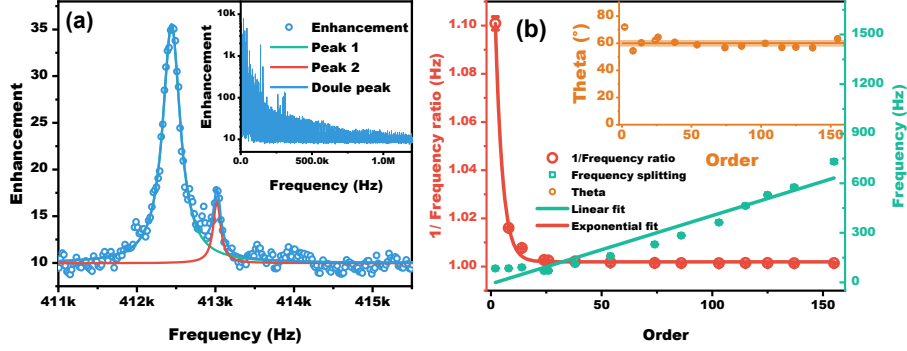 (a)
Enhancement
Peak 1
Peak 2
Doule peak
35
30
25
20
15
10
Enhancement
411k 412k 413k 414k 415k
Frequency (Hz)
10k
1k
100
10
Enhancement
0.0 500.0k 1.0M
Frequency (Hz)
(b)
1.10
1.08
1.06
1.04
1.02
1.00
1/ Frequency ratio (Hz)
0 50 100 150
Order
1500
1200
900
600
300
0
Frequency (Hz)
80
60
40
20
0
Theta (°)
0 50 100 150
Order
1/Frequency ratio
Frequency splitting
Theta
Linear fit
Exponential fit